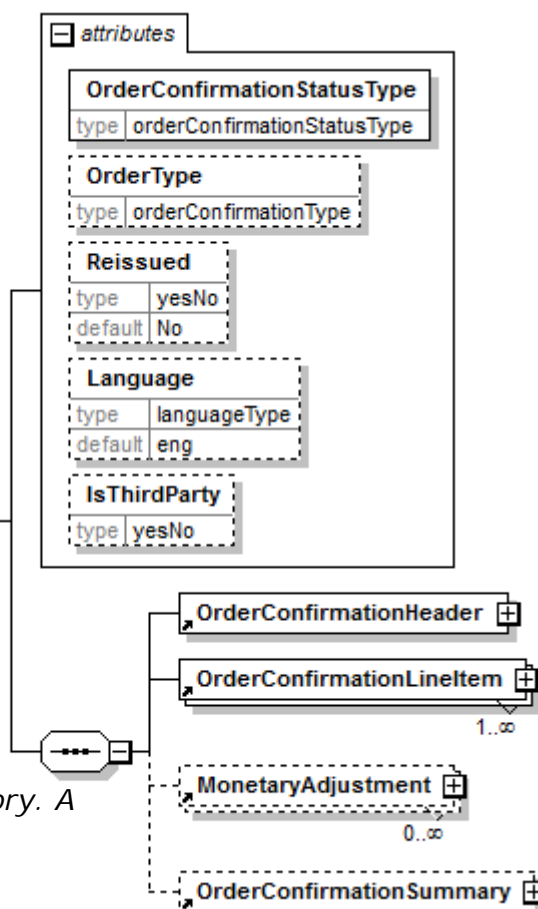 attributes
OrderConfirmationStatusType
type orderConfirmationStatusType
OrderType
type orderConfirmationType
Reissued
type yesNo
default No
Language
type languageType
default eng
IsThirdParty
type yesNo
OrderConfirmationHeader
OrderConfirmationLineItem
1..∞
MonetaryAdjustment
ory. A
0..∞
OrderConfirmationSummary